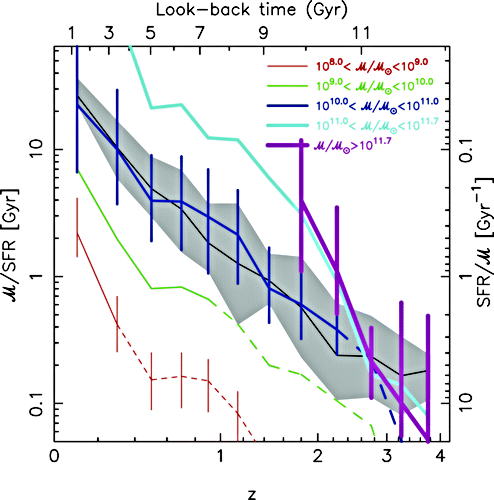 Look-back time (Gyr)
1 3 5 7 9 11
10^8.0 < ℳ/ℳ⊙ < 10^9.0
10^9.0 < ℳ/ℳ⊙ < 10^10.0
10^10.0 < ℳ/ℳ⊙ < 10^11.0
10^11.0 < ℳ/ℳ⊙ < 10^11.7
ℳ/ℳ⊙ > 10^11.7
10
1
0.1
ℳ/SFR [Gyr]
0.1
1
10
SFR/ℳ [Gyr^-1]
0 1 2 3 4
z